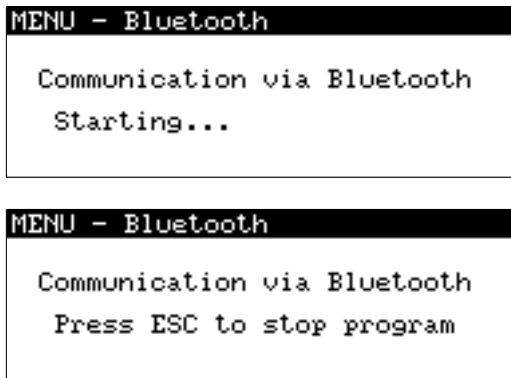 MENU - Bluetooth
Communication via Bluetooth
Starting...
MENU - Bluetooth
Communication via Bluetooth
Press ESC to stop program